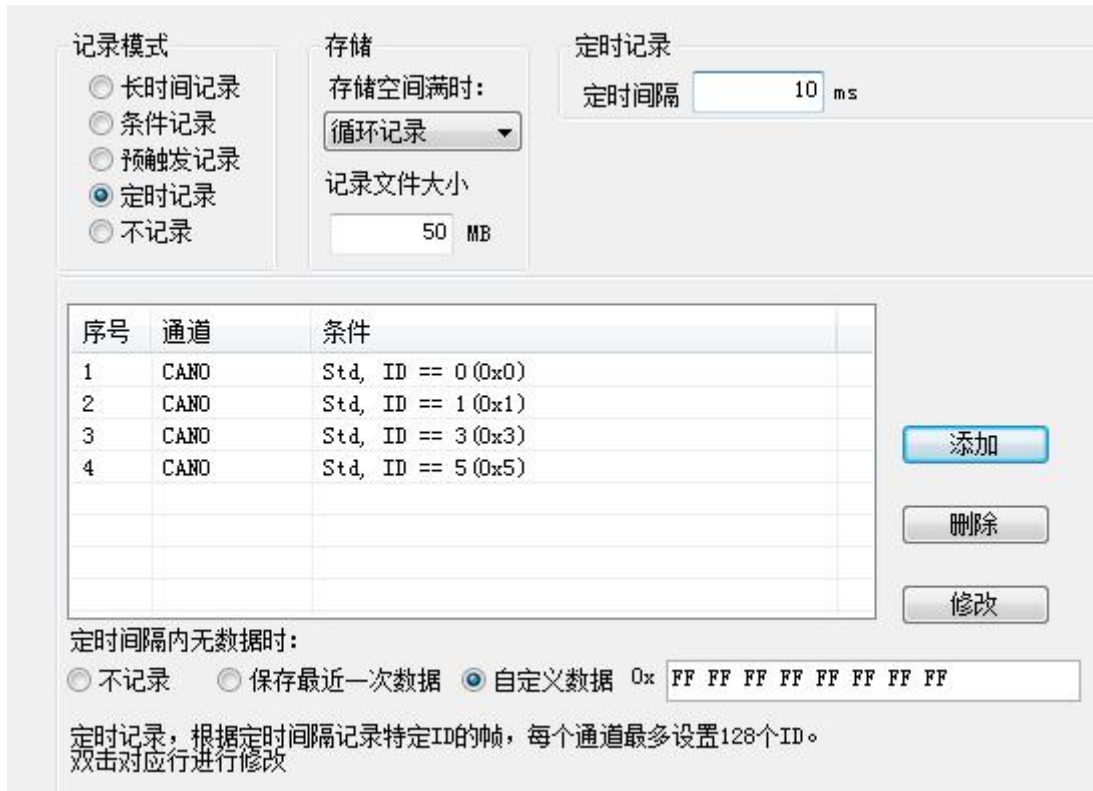 记录模式
长时间记录
条件记录
预触发记录
定时记录
不记录
存储
存储空间满时:
循环记录
记录文件大小
50 MB
定时记录
定时间隔 10 ms
序号 通道 条件
1 CAN0 Std, ID == 0(0x0)
2 CAN0 Std, ID == 1(0x1)
3 CAN0 Std, ID == 3(0x3)
4 CAN0 Std, ID == 5(0x5)
添加
删除
修改
定时间隔内无数据时:
不记录 保存最近一次数据 自定义数据 0x FF FF FF FF FF FF FF FF
定时记录，根据定时间隔记录特定ID的帧，每个通道最多设置128个ID。
双击对应行进行修改